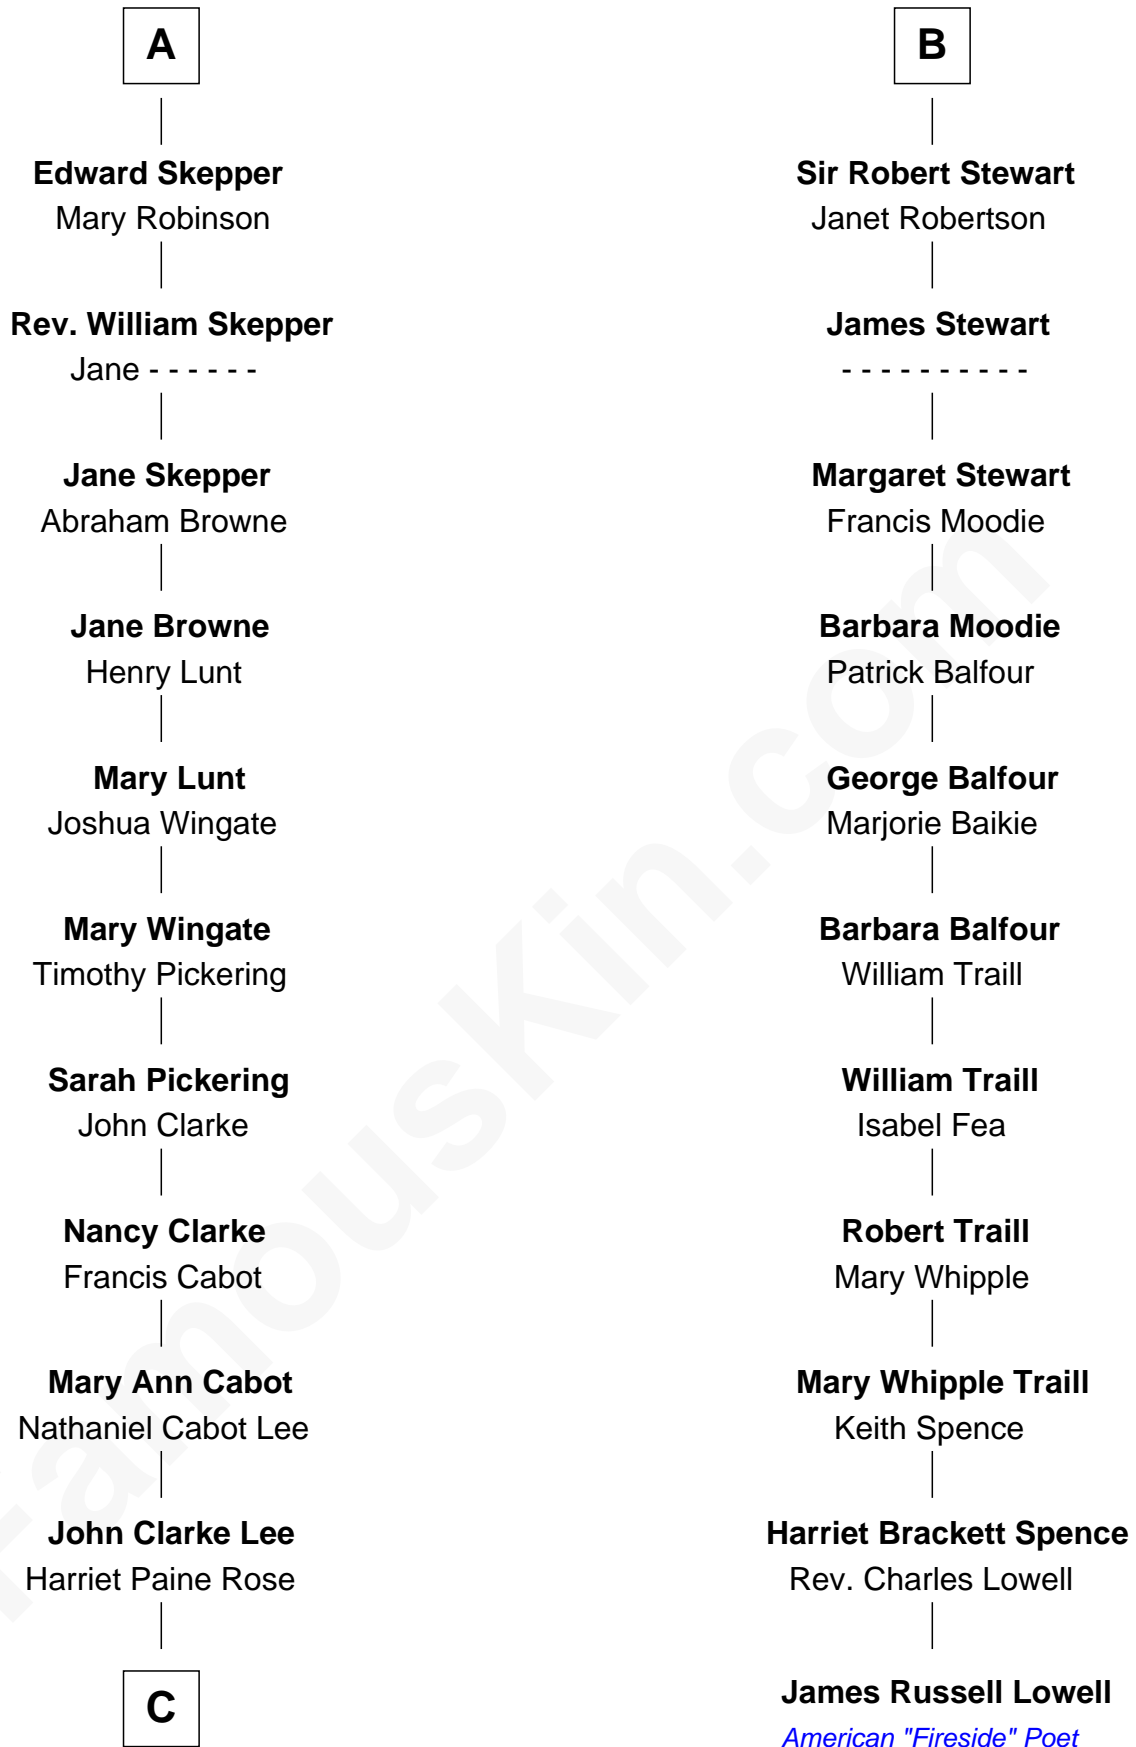 A
Edward Skepper
Mary Robinson
Rev. William Skepper
Jane - - - - - -
Jane Skepper
Abraham Browne
Jane Browne
Henry Lunt
Mary Lunt
Joshua Wingate
Mary Wingate
Timothy Pickering
Sarah Pickering
John Clarke
Nancy Clarke
Francis Cabot
Mary Ann Cabot
Nathaniel Cabot Lee
John Clarke Lee
Harriet Paine Rose
C
B
Sir Robert Stewart
Janet Robertson
James Stewart
- - - - - - - - - -
Margaret Stewart
Francis Moodie
Barbara Moodie
Patrick Balfour
George Balfour
Marjorie Baikie
Barbara Balfour
William Traill
William Traill
Isabel Fea
Robert Traill
Mary Whipple
Mary Whipple Traill
Keith Spence
Harriet Brackett Spence
Rev. Charles Lowell
James Russell Lowell
American "Fireside" Poet
FamousKin.com